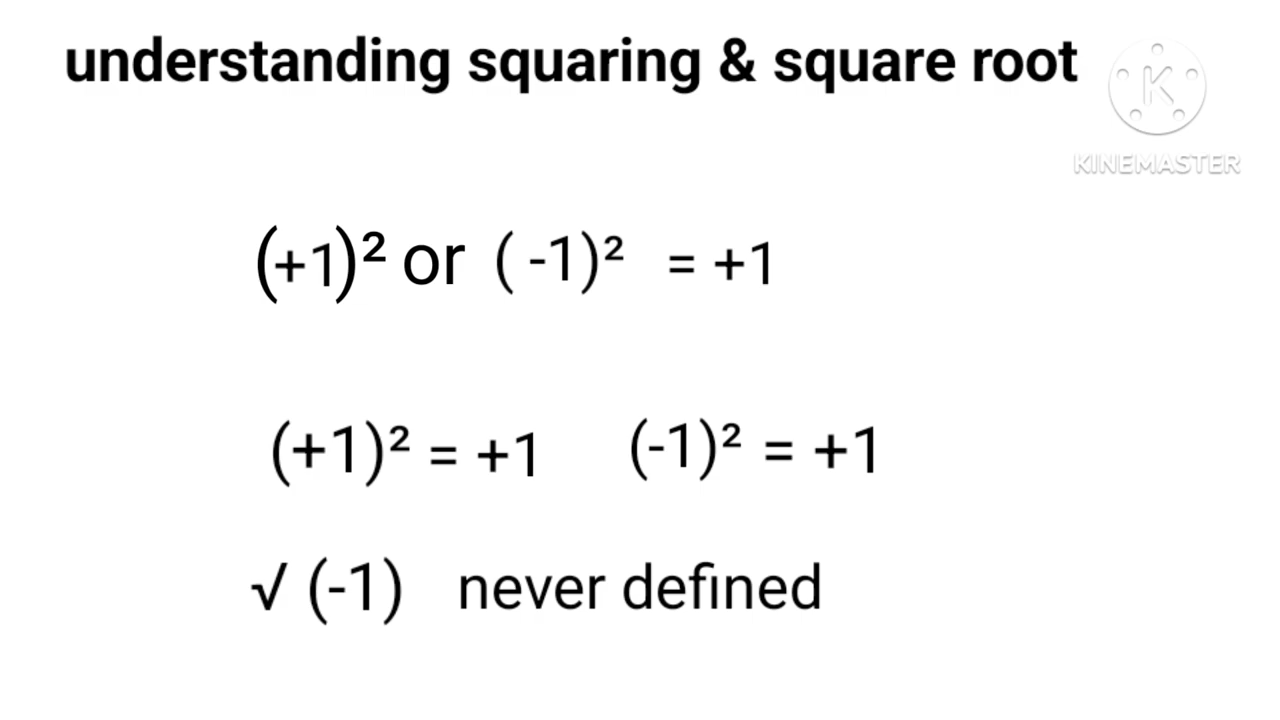 understanding squaring & square root
K
KINEMASTER
(+1)² or ( -1)² = +1
(+1)² = +1 (-1)² = +1
√ (-1) never defined